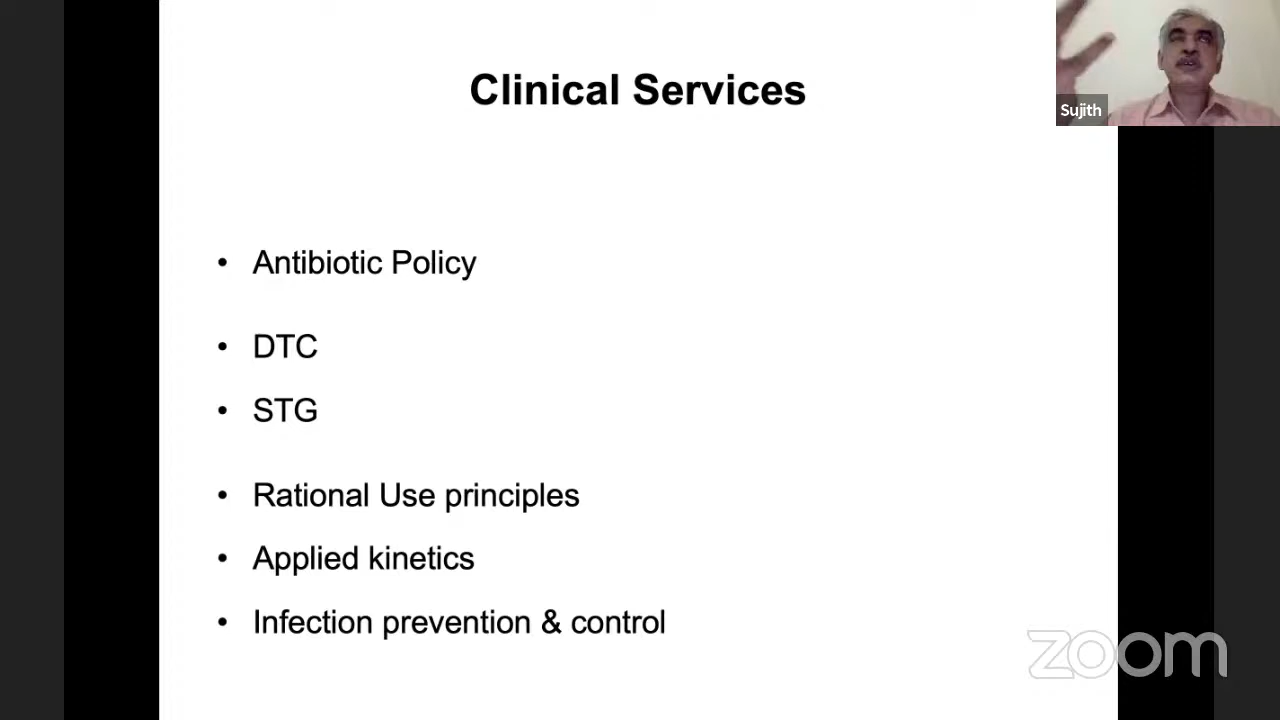 Clinical Services
Sujith
• Antibiotic Policy
• DTC
• STG
• Rational Use principles
• Applied kinetics
• Infection prevention & control
zoom